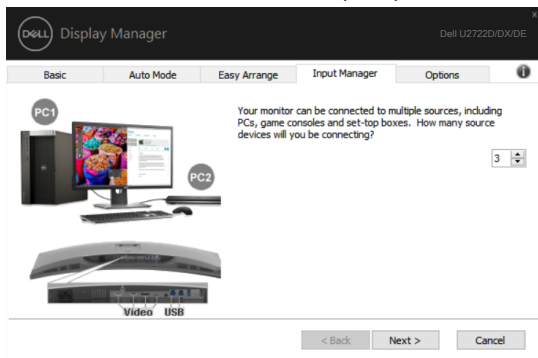 DELL Display Manager
Dell U2722D/DX/DE
x
Basic
Auto Mode
Easy Arrange
Input Manager
Options
i
PC1
PC2
Your monitor can be connected to multiple sources, including
PCs, game consoles and set-top boxes. How many source
devices will you be connecting?
3
Video USB
< Back
Next >
Cancel